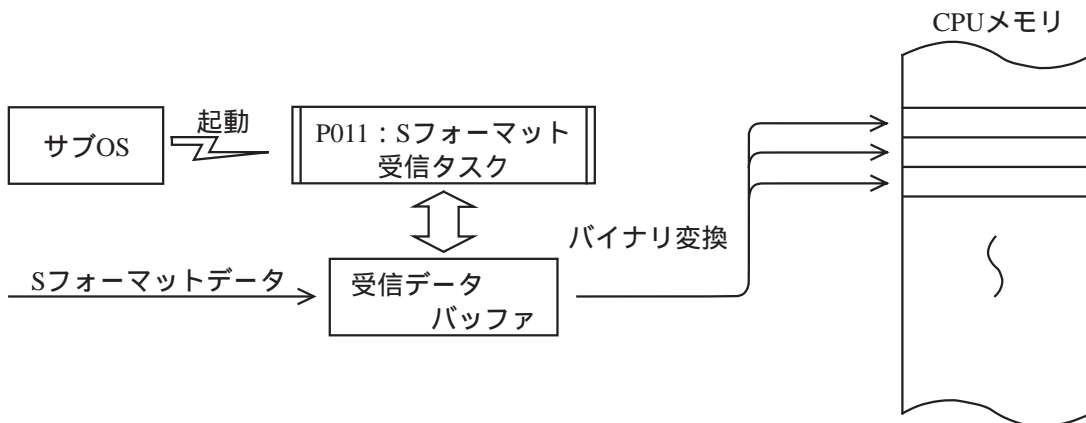 CPUメモリ
サブOS
起動
P011：Sフォーマット
受信タスク
バイナリ変換
Sフォーマットデータ
受信データ
バッファ